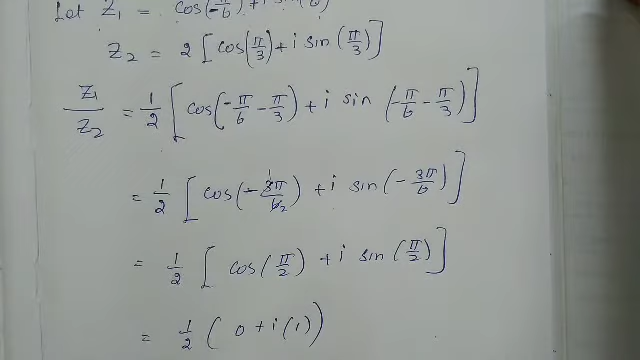 Let Z₁ = cos(-π/6) + i sin(
Z₂ = 2 [cos(π/3) + i sin (π/3)]
Z₁/Z₂ = 1/2 [cos(-π/6 - π/3) + i sin (-π/6 - π/3)]
= 1/2 [cos(-3π/6) + i sin(-3π/6)]
= 1/2 [cos(π/2) + i sin(π/2)]
= 1/2 (0 + i(1))